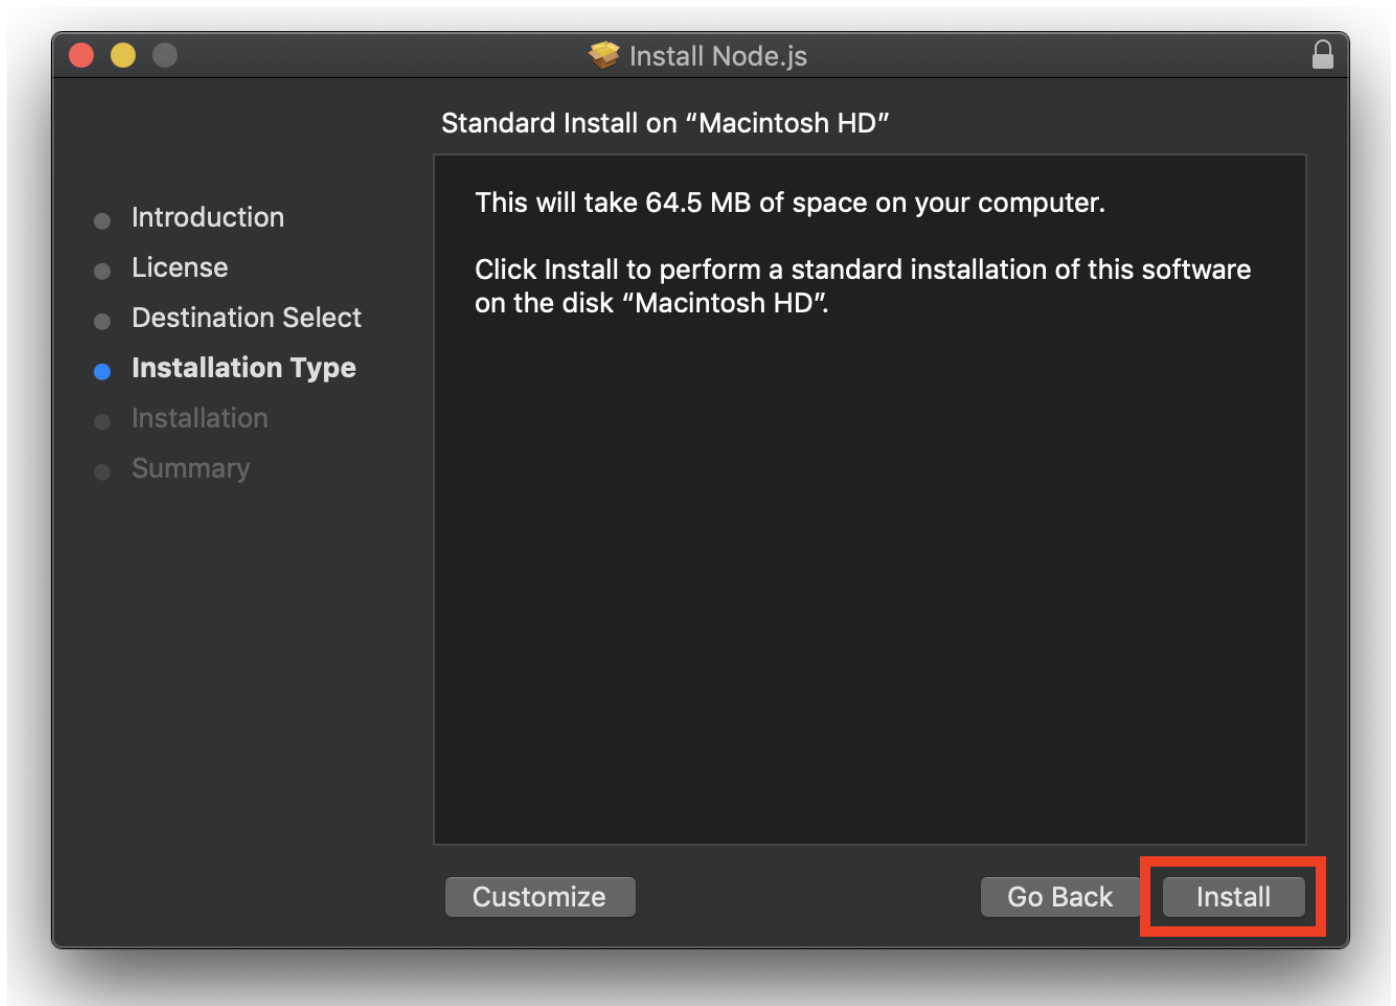 Install Node.js
Standard Install on “Macintosh HD”
Introduction
License
Destination Select
Installation Type
Installation
Summary
This will take 64.5 MB of space on your computer.
Click Install to perform a standard installation of this software
on the disk “Macintosh HD”.
Customize
Go Back
Install